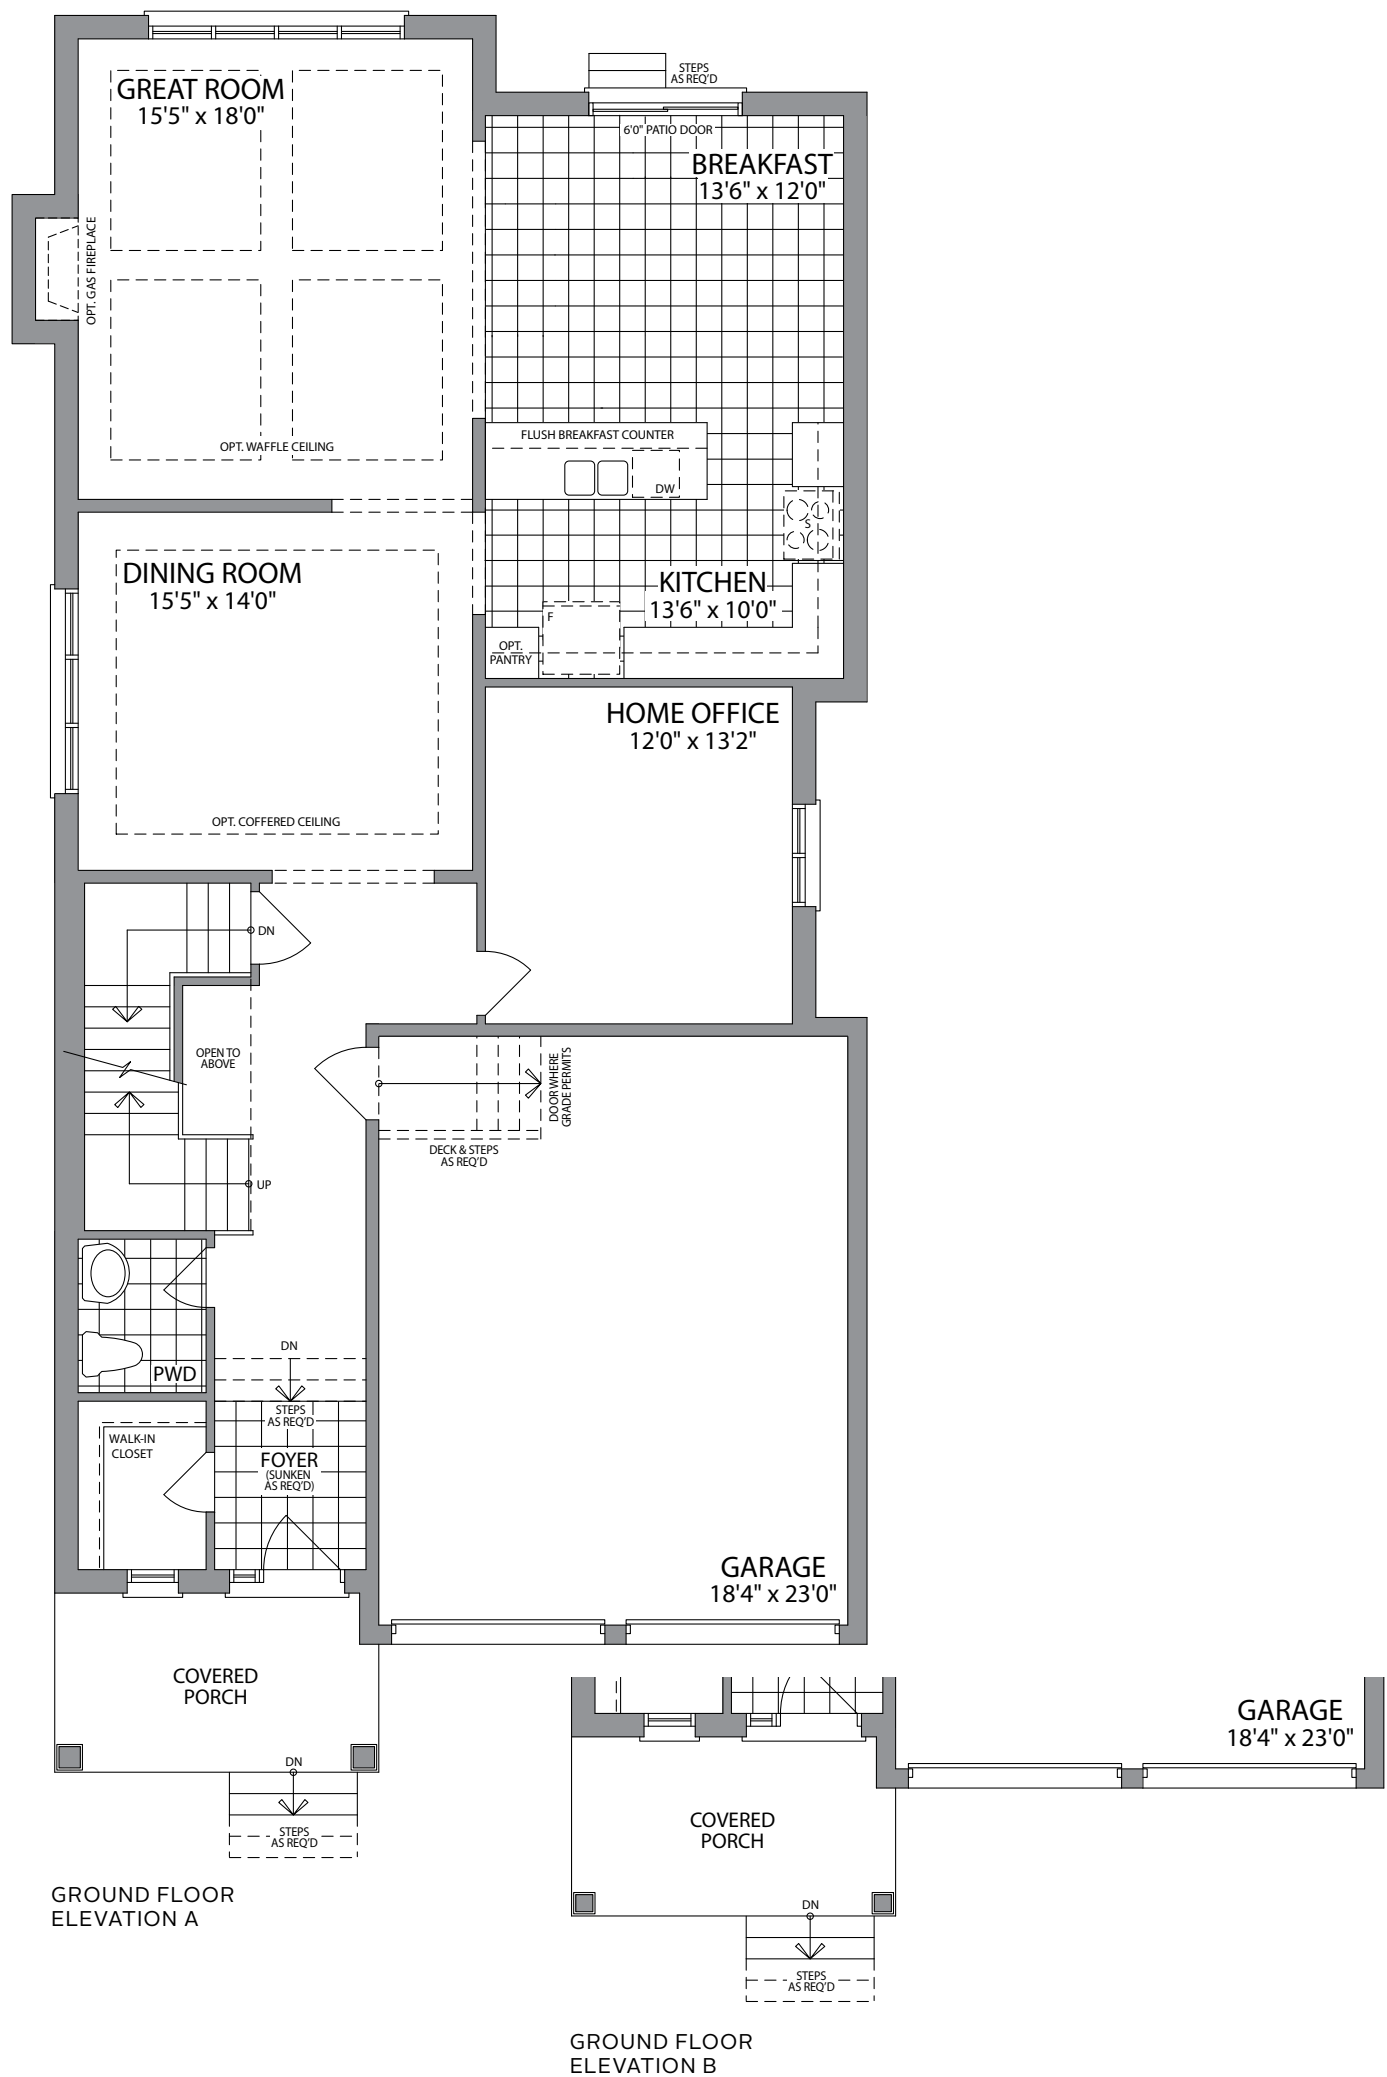 STEPS
AS REQ'D
GREAT ROOM
15'5" x 18'0"
6'0" PATIO DOOR
BREAKFAST
13'6" x 12'0"
OPT. GAS FIREPLACE
OPT. WAFFLE CEILING
FLUSH BREAKFAST COUNTER
DW
S
DINING ROOM
15'5" x 14'0"
KITCHEN
13'6" x 10'0"
F
OPT.
PANTRY
HOME OFFICE
12'0" x 13'2"
OPT. COFFERED CEILING
DN
OPEN TO
ABOVE
DOOR WHERE
GRADE PERMITS
DECK & STEPS
AS REQ'D
UP
DN
PWD
STEPS
AS REQ'D
WALK-IN
CLOSET
FOYER
(SUNKEN
AS REQ'D)
GARAGE
18'4" x 23'0"
COVERED
PORCH
DN
STEPS
AS REQ'D
GROUND FLOOR
ELEVATION A
GARAGE
18'4" x 23'0"
COVERED
PORCH
DN
STEPS
AS REQ'D
GROUND FLOOR
ELEVATION B